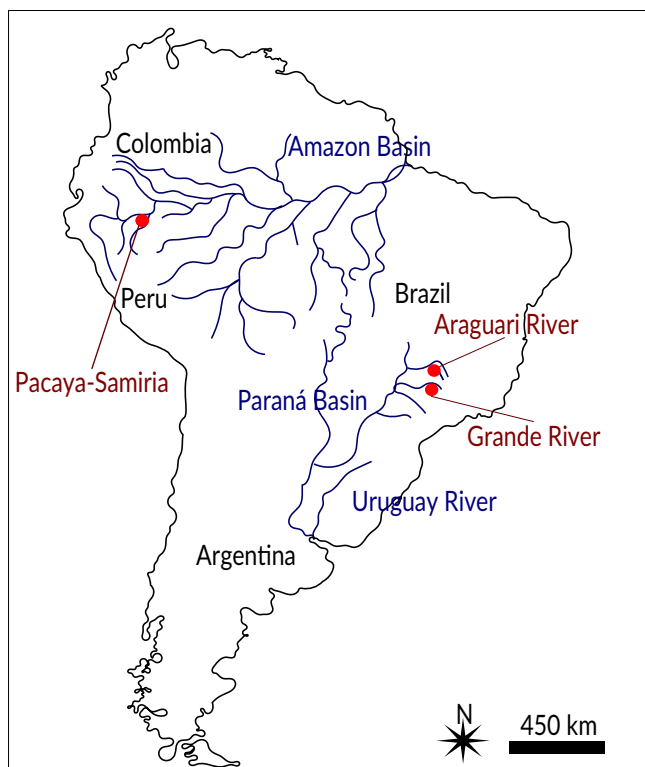 Colombia
Amazon Basin
Peru
Brazil
Araguari River
Pacaya-Samiria
Paraná Basin
Grande River
Uruguay River
Argentina
N
450 km